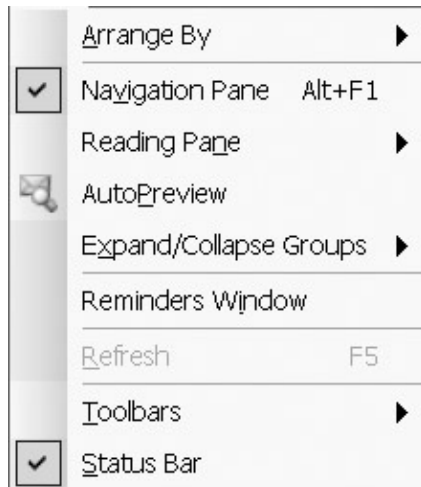 Arrange By
Navigation Pane Alt+F1
Reading Pane
AutoPreview
Expand/Collapse Groups
Reminders Window
Refresh F5
Toolbars
Status Bar